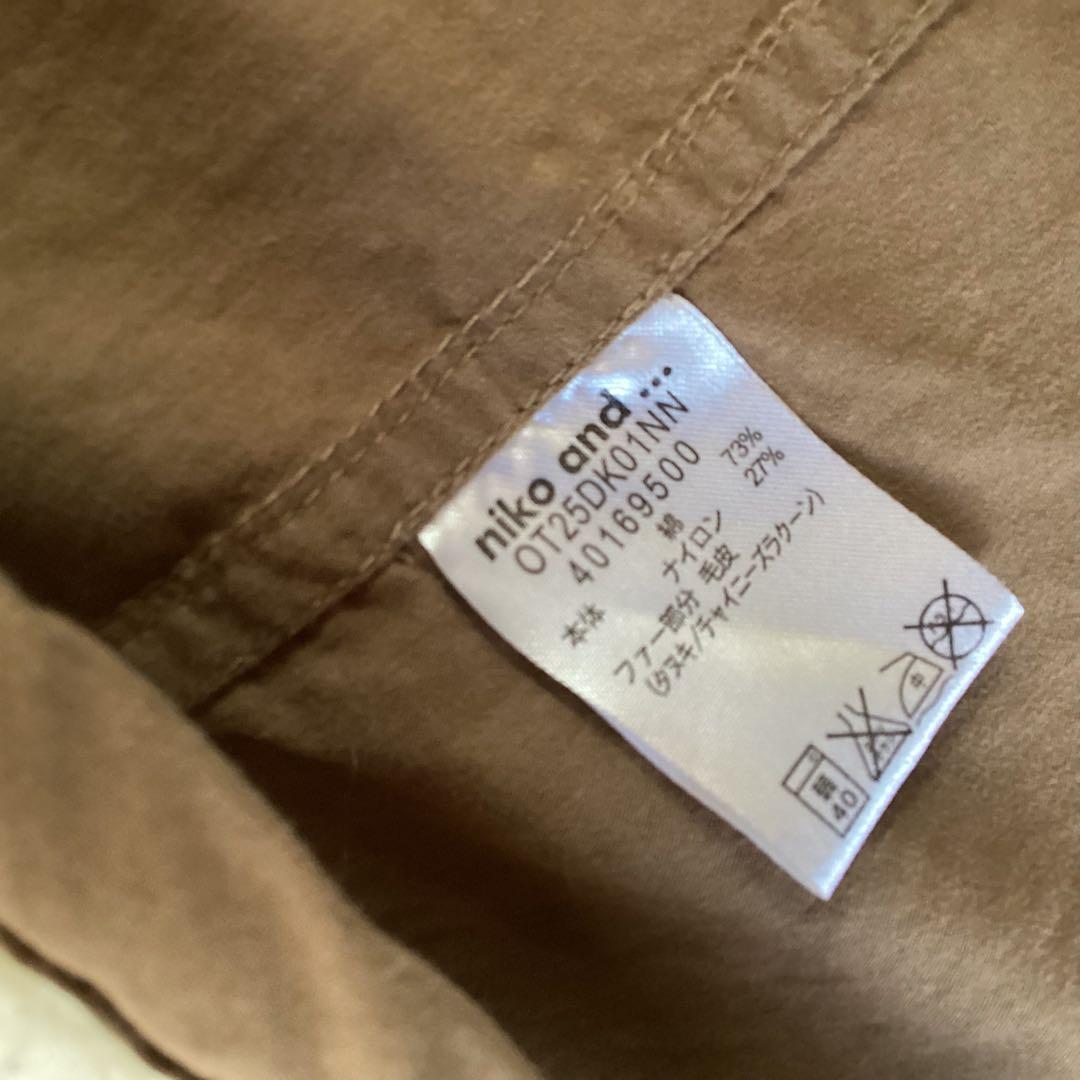 niko and ...
OT25DK01NN
40169500
本体 綿 73%
ナイロン 27%
ファー部分 毛皮
(タヌキ/チャイニーズラクーン)
弱
40
中